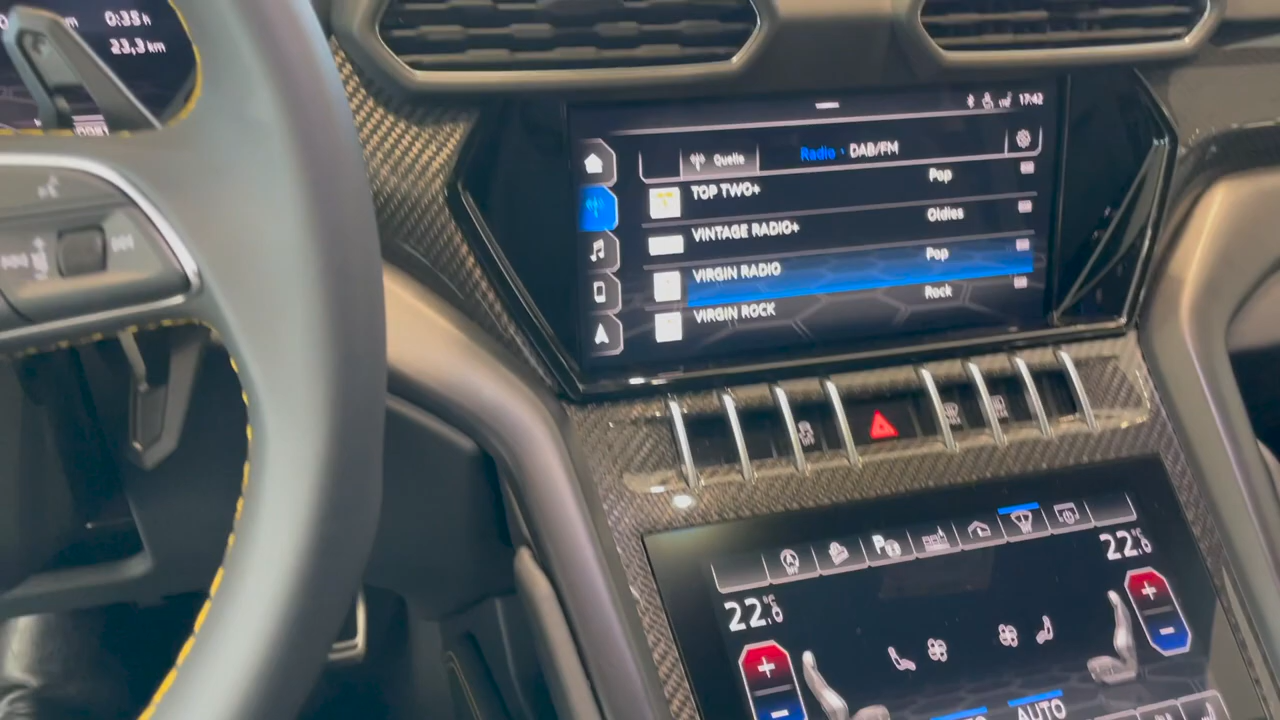 0:35 h
23,3 km
17:42
Quelle
Radio · DAB/FM
TOP TWO+ Pop
VINTAGE RADIO+ Oldies
VIRGIN RADIO Pop
VIRGIN ROCK Rock
OFF
P
22.0°C
22.0°C
+
-
+
-
AUTO